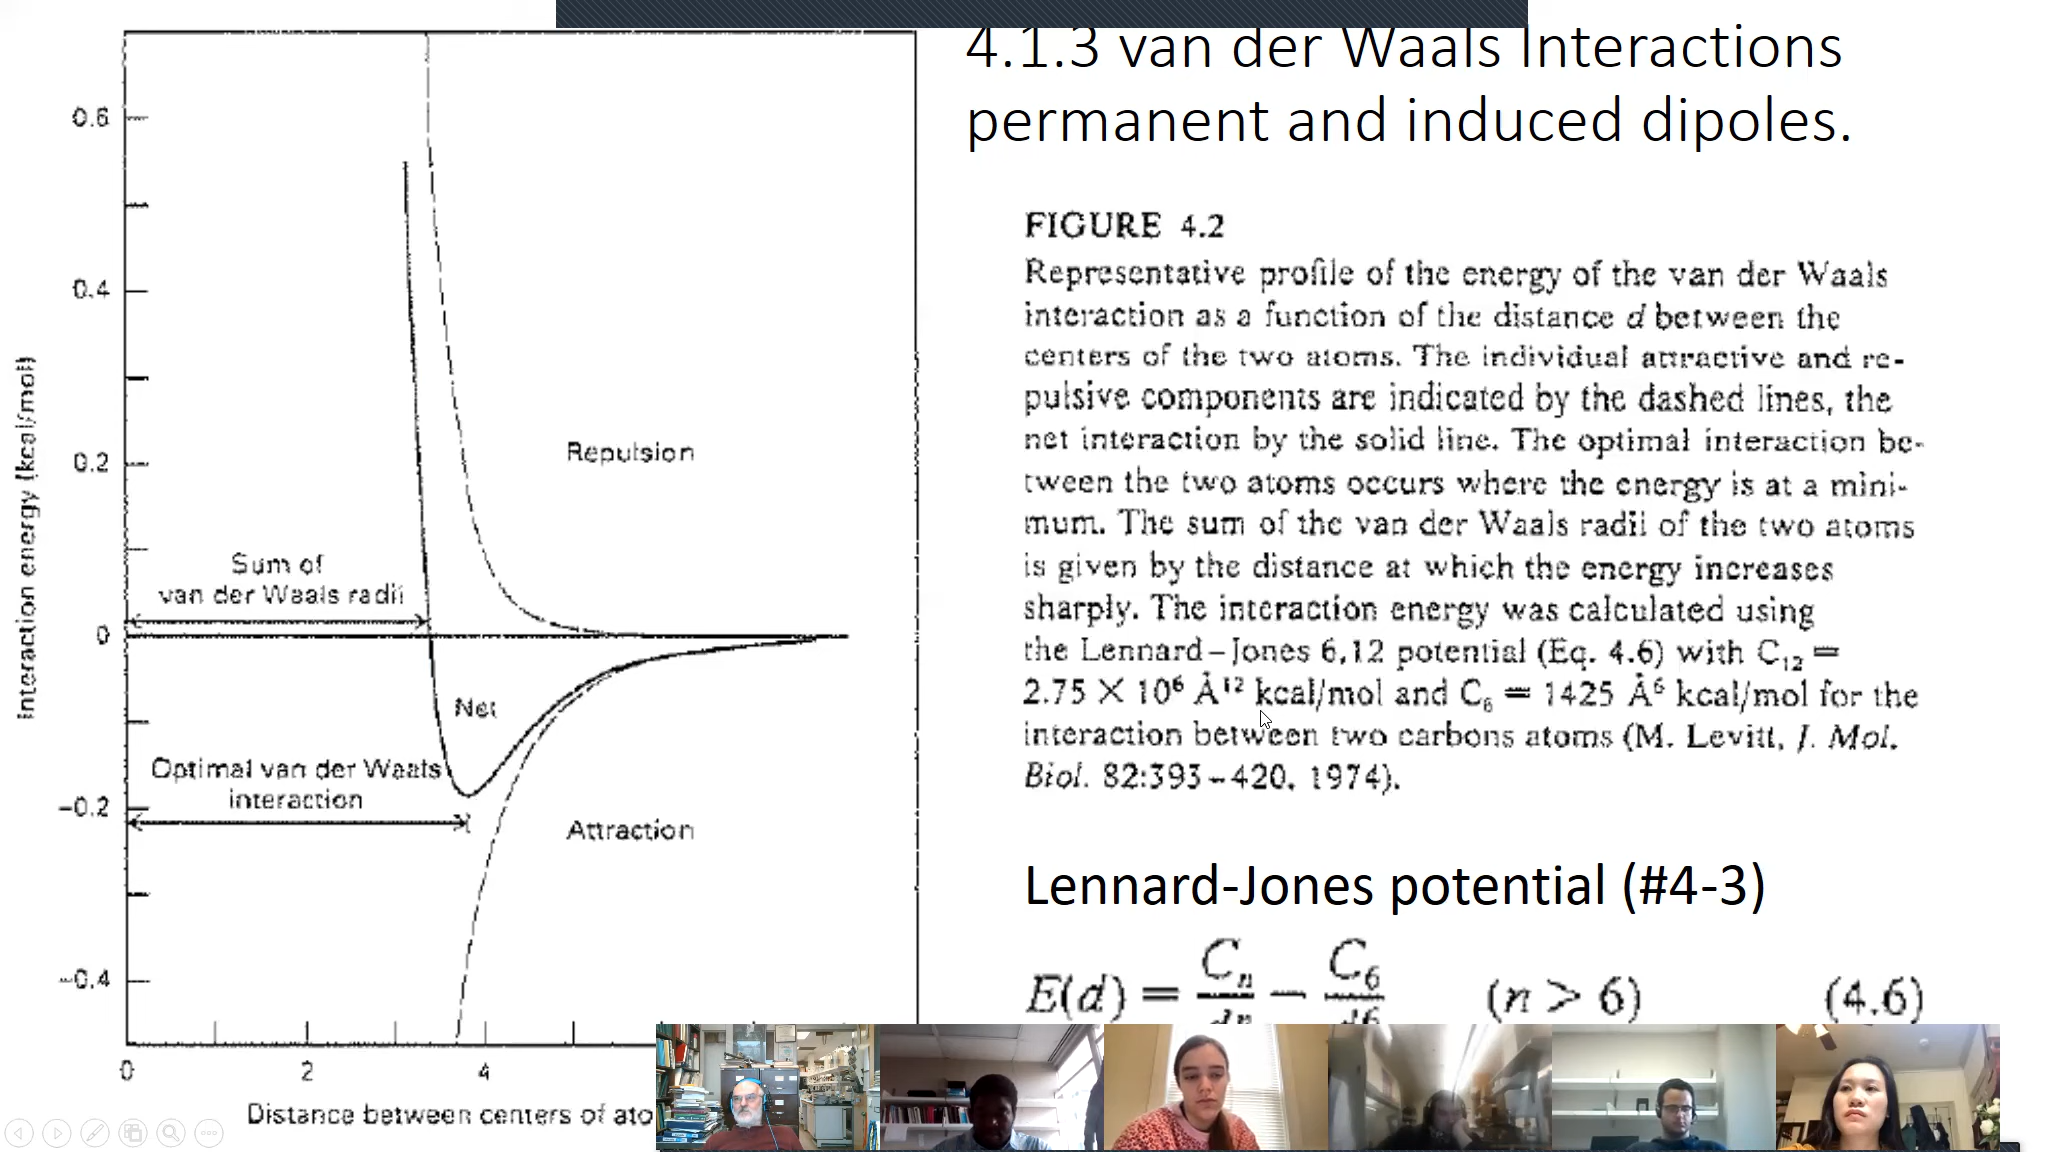 4.1.3 van der Waals Interactions
permanent and induced dipoles.
FIGURE 4.2
Representative profile of the energy of the van der Waals
interaction as a function of the distance d between the
centers of the two atoms. The individual attractive and re-
pulsive components are indicated by the dashed lines, the
net interaction by the solid line. The optimal interaction be-
tween the two atoms occurs where the energy is at a mini-
mum. The sum of the van der Waals radii of the two atoms
is given by the distance at which the energy increases
sharply. The interaction energy was calculated using
the Lennard–Jones 6,12 potential (Eq. 4.6) with C₁₂ =
2.75 × 10⁶ Å¹² kcal/mol and C₆ = 1425 Å⁶ kcal/mol for the
interaction between two carbons atoms (M. Levitt, J. Mol.
Biol. 82:393–420, 1974).
Lennard-Jones potential (#4-3)
E(d) = Cₙ/dⁿ − C₆/d⁶ (n > 6) (4.6)
Interaction energy (kcal/mol)
0.6
0.4
0.2
0
−0.2
−0.4
Repulsion
Sum of
van der Waals radii
Net
Optimal van der Waals
interaction
Attraction
0 2 4
Distance between centers of